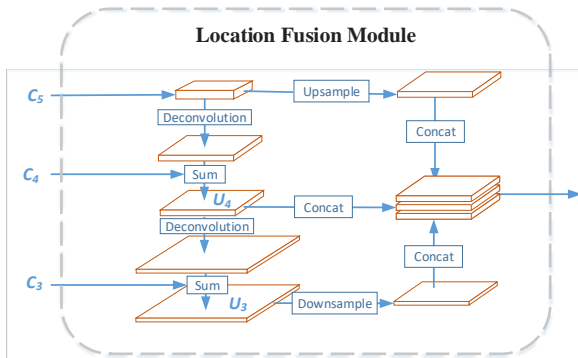 Location Fusion Module
C5
Upsample
Deconvolution
Concat
C4
Sum
U4
Concat
Deconvolution
Concat
C3
Sum
U3
Downsample